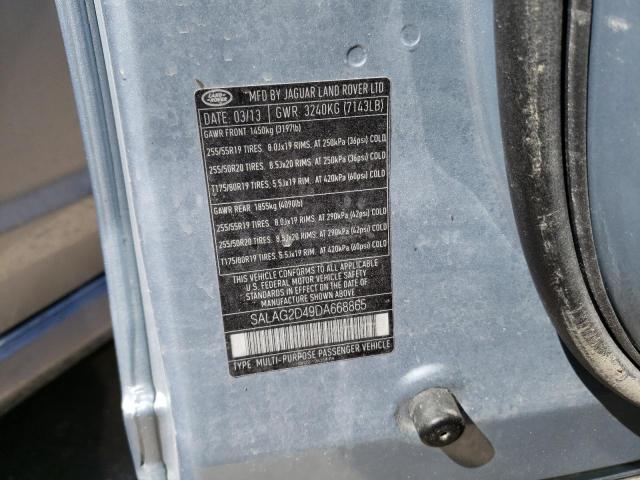 LAND ROVER
MFD BY JAGUAR LAND ROVER LTD
DATE: 03/13 GWR: 3240KG (7143LB)
GAWR FRONT: 1450kg (3197lb)
255/55R19 TIRES. 8.0Jx19 RIMS. AT 250kPa (36psi) COLD
255/50R20 TIRES. 8.5Jx20 RIMS. AT 250kPa (36psi) COLD
T175/80R19 TIRES. 5.5Jx19 RIM. AT 420kPa (60psi) COLD
GAWR REAR: 1855kg (4090lb)
255/55R19 TIRES. 8.0Jx19 RIMS. AT 290kPa (42psi) COLD
255/50R20 TIRES. 8.5Jx20 RIMS. AT 290kPa (42psi) COLD
T175/80R19 TIRES. 5.5Jx19 RIM. AT 420kPa (60psi) COLD
THIS VEHICLE CONFORMS TO ALL APPLICABLE
U.S. FEDERAL MOTOR VEHICLE SAFETY
STANDARDS IN EFFECT ON THE DATE OF
MANUFACTURE SHOWN ABOVE.
SALAG2D49DA668865
TYPE: MULTI-PURPOSE PASSENGER VEHICLE